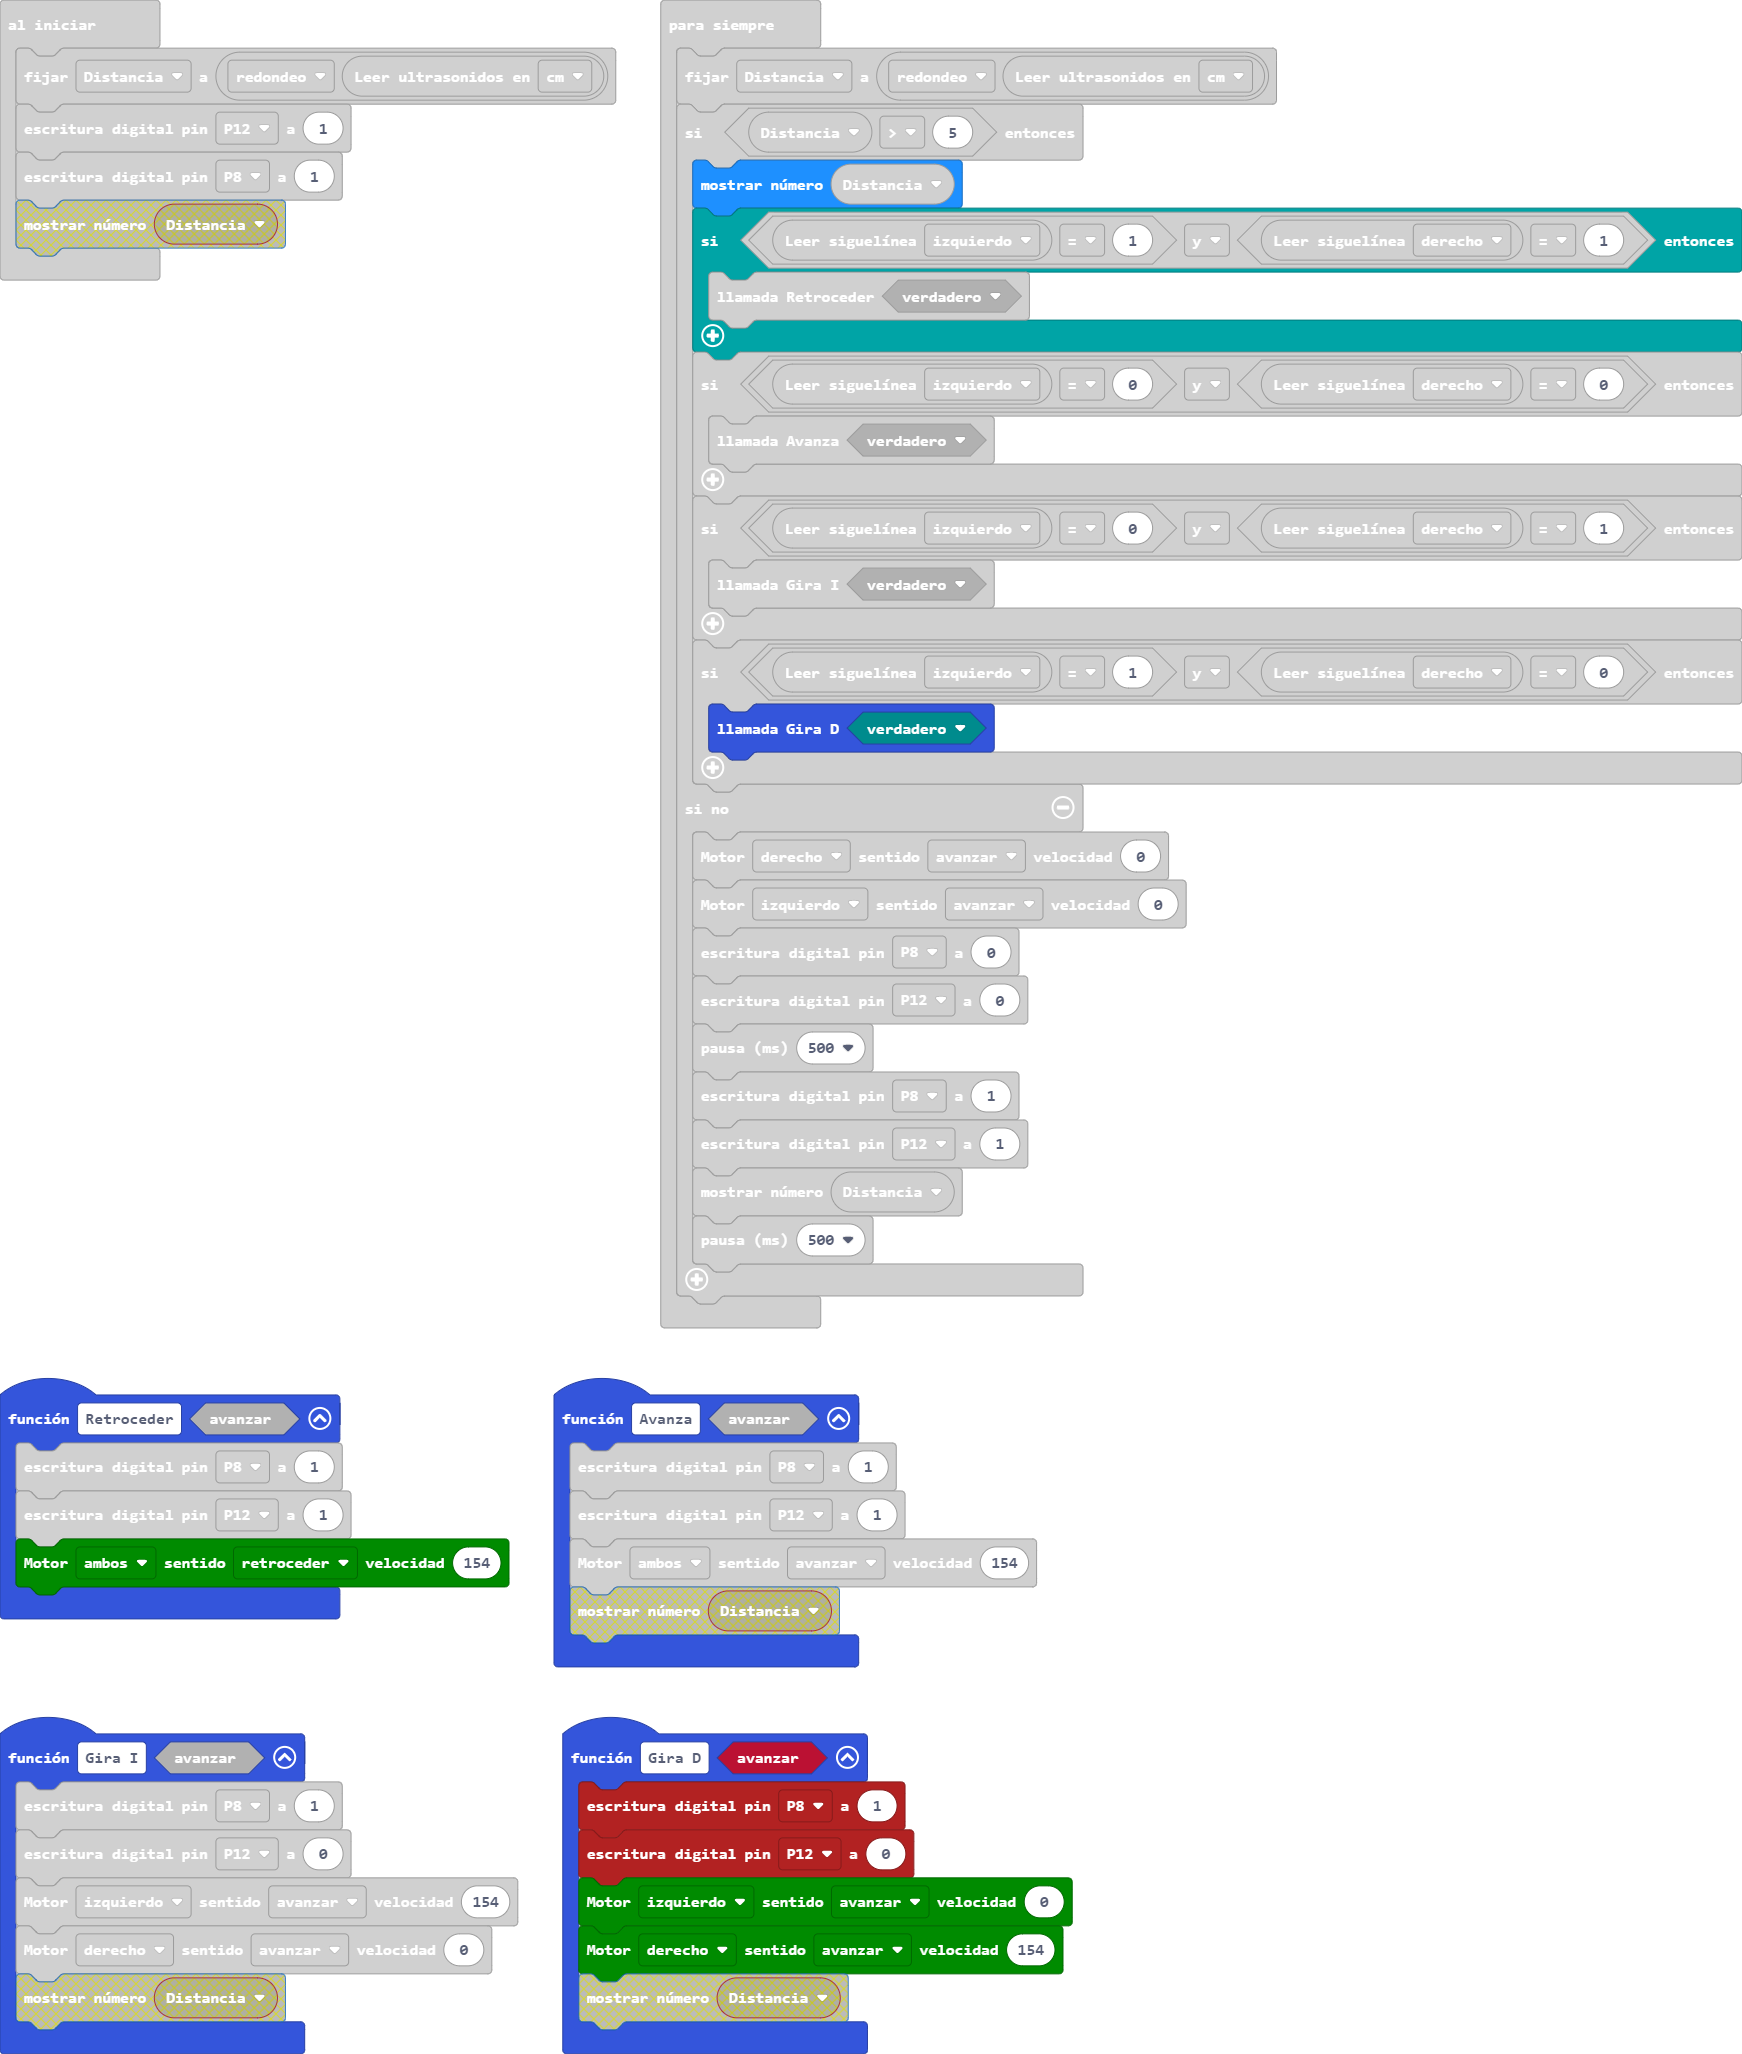 al iniciar
fijar Distancia a redondeo Leer ultrasonidos en cm
escritura digital pin P12 a 1
escritura digital pin P8 a 1
mostrar número Distancia
para siempre
fijar Distancia a redondeo Leer ultrasonidos en cm
si Distancia > 5 entonces
mostrar número Distancia
si Leer siguelínea izquierdo = 1 y Leer siguelínea derecho = 1 entonces
llamada Retroceder verdadero
si Leer siguelínea izquierdo = 0 y Leer siguelínea derecho = 0 entonces
llamada Avanza verdadero
si Leer siguelínea izquierdo = 0 y Leer siguelínea derecho = 1 entonces
llamada Gira I verdadero
si Leer siguelínea izquierdo = 1 y Leer siguelínea derecho = 0 entonces
llamada Gira D verdadero
si no
Motor derecho sentido avanzar velocidad 0
Motor izquierdo sentido avanzar velocidad 0
escritura digital pin P8 a 0
escritura digital pin P12 a 0
pausa (ms) 500
escritura digital pin P8 a 1
escritura digital pin P12 a 1
mostrar número Distancia
pausa (ms) 500
función Retroceder avanzar
escritura digital pin P8 a 1
escritura digital pin P12 a 1
Motor ambos sentido retroceder velocidad 154
función Avanza avanzar
escritura digital pin P8 a 1
escritura digital pin P12 a 1
Motor ambos sentido avanzar velocidad 154
mostrar número Distancia
función Gira I avanzar
escritura digital pin P8 a 1
escritura digital pin P12 a 0
Motor izquierdo sentido avanzar velocidad 154
Motor derecho sentido avanzar velocidad 0
mostrar número Distancia
función Gira D avanzar
escritura digital pin P8 a 1
escritura digital pin P12 a 0
Motor izquierdo sentido avanzar velocidad 0
Motor derecho sentido avanzar velocidad 154
mostrar número Distancia